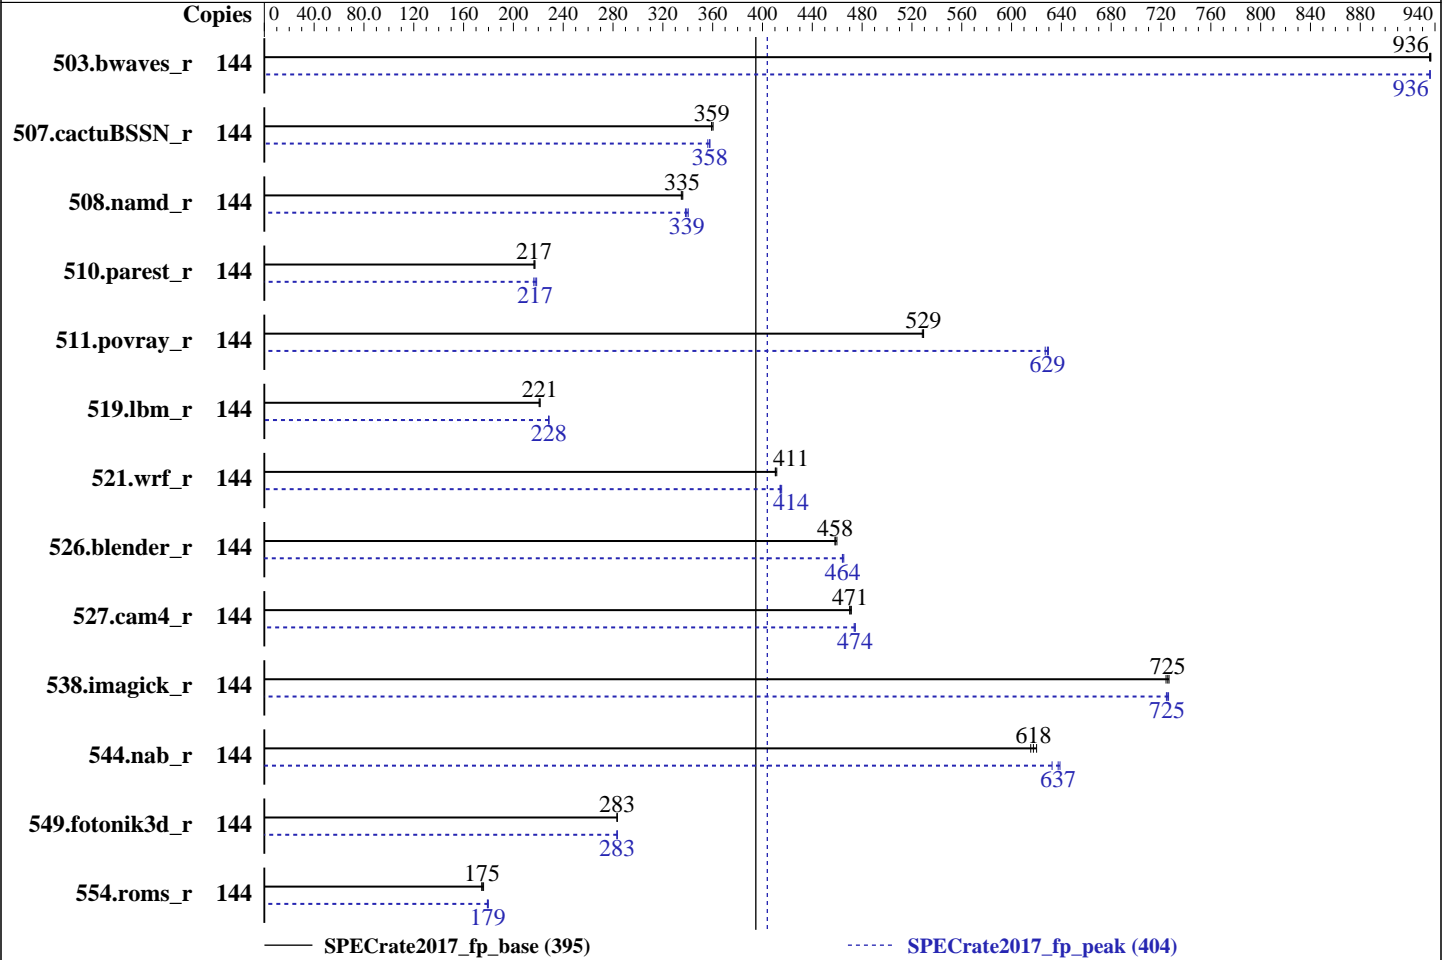 Copies 0 40.0 80.0 120 160 200 240 280 320 360 400 440 480 520 560 600 640 680 720 760 800 840 880 940
936
503.bwaves_r 144
936
359
507.cactuBSSN_r 144
358
335
508.namd_r 144
339
217
510.parest_r 144
217
529
511.povray_r 144
629
221
519.lbm_r 144
228
411
521.wrf_r 144
414
458
526.blender_r 144
464
471
527.cam4_r 144
474
725
538.imagick_r 144
725
618
544.nab_r 144
637
283
549.fotonik3d_r 144
283
175
554.roms_r 144
179
SPECrate2017_fp_base (395) SPECrate2017_fp_peak (404)